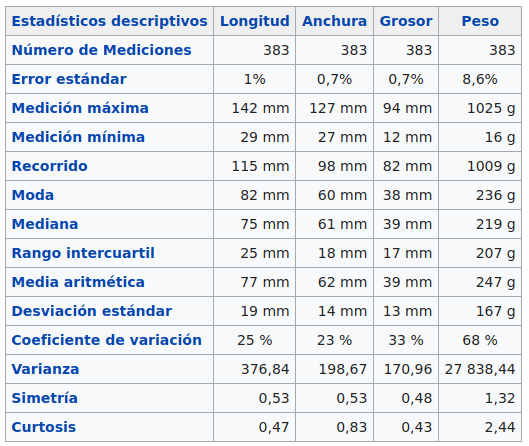 Estadísticos descriptivos Longitud Anchura Grosor Peso
Número de Mediciones 383 383 383 383
Error estándar 1% 0,7% 0,7% 8,6%
Medición máxima 142 mm 127 mm 94 mm 1025 g
Medición mínima 29 mm 27 mm 12 mm 16 g
Recorrido 115 mm 98 mm 82 mm 1009 g
Moda 82 mm 60 mm 38 mm 236 g
Mediana 75 mm 61 mm 39 mm 219 g
Rango intercuartil 25 mm 18 mm 17 mm 207 g
Media aritmética 77 mm 62 mm 39 mm 247 g
Desviación estándar 19 mm 14 mm 13 mm 167 g
Coeficiente de variación 25 % 23 % 33 % 68 %
Varianza 376,84 198,67 170,96 27 838,44
Simetría 0,53 0,53 0,48 1,32
Curtosis 0,47 0,83 0,43 2,44